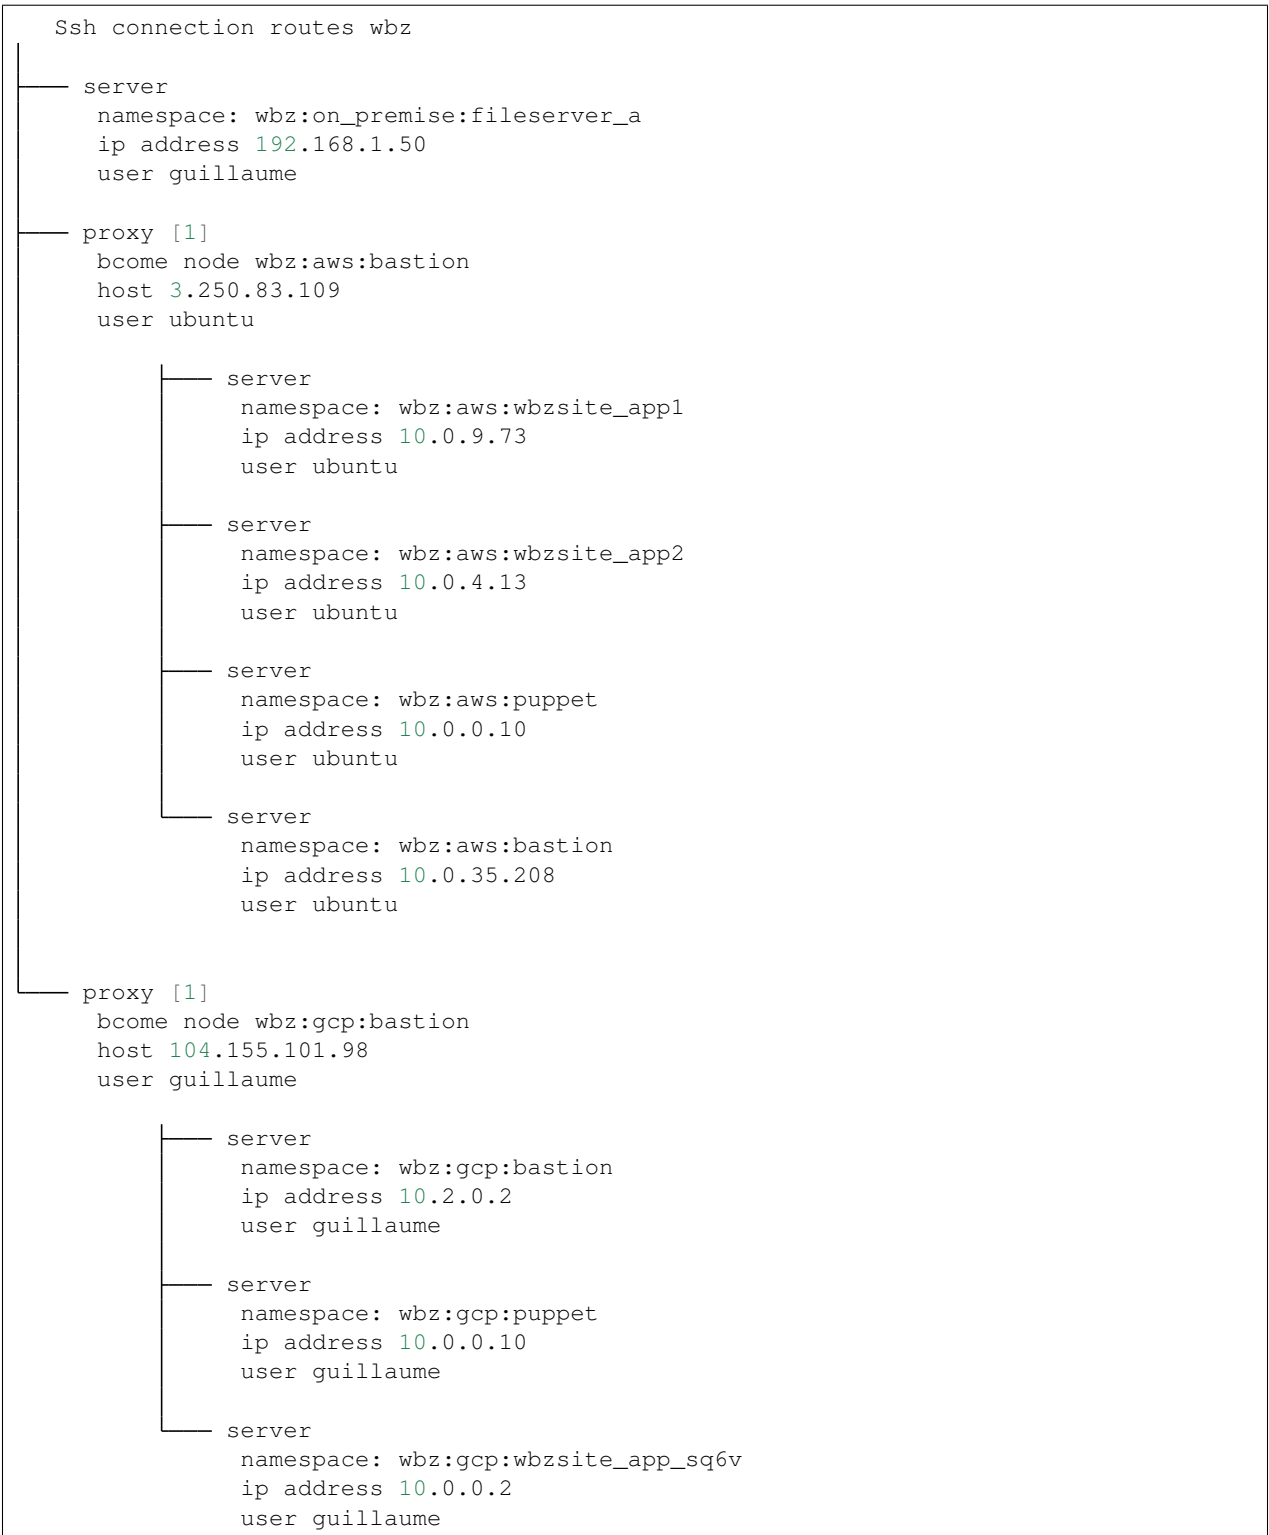 Ssh connection routes wbz
server
namespace: wbz:on_premise:fileserver_a
ip address 192.168.1.50
user guillaume
proxy [1]
bcome node wbz:aws:bastion
host 3.250.83.109
user ubuntu
server
namespace: wbz:aws:wbzsite_app1
ip address 10.0.9.73
user ubuntu
server
namespace: wbz:aws:wbzsite_app2
ip address 10.0.4.13
user ubuntu
server
namespace: wbz:aws:puppet
ip address 10.0.0.10
user ubuntu
server
namespace: wbz:aws:bastion
ip address 10.0.35.208
user ubuntu
proxy [1]
bcome node wbz:gcp:bastion
host 104.155.101.98
user guillaume
server
namespace: wbz:gcp:bastion
ip address 10.2.0.2
user guillaume
server
namespace: wbz:gcp:puppet
ip address 10.0.0.10
user guillaume
server
namespace: wbz:gcp:wbzsite_app_sq6v
ip address 10.0.0.2
user guillaume